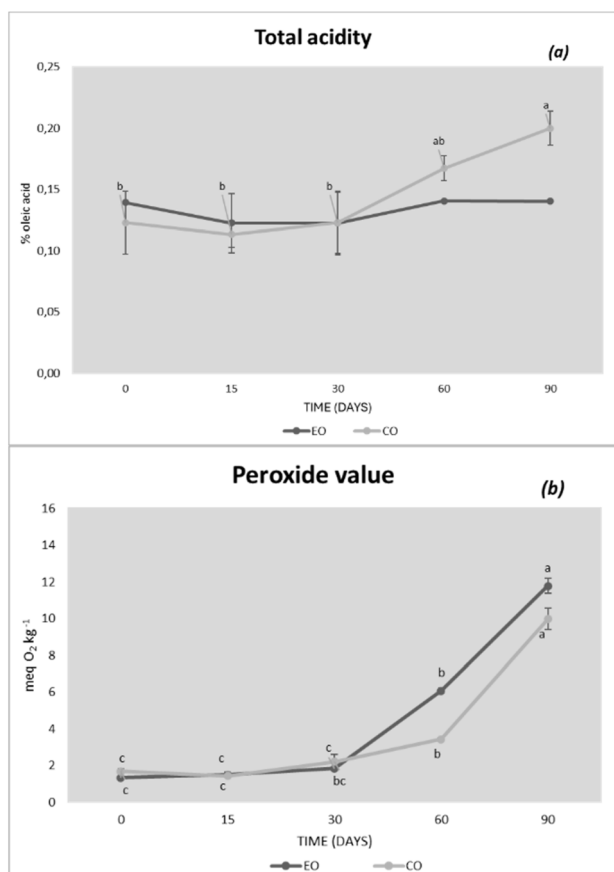 Total acidity
(a)
0,25
0,20
0,15
0,10
0,05
0,00
% oleic acid
b
b
b
ab
a
0
15
30
60
90
TIME (DAYS)
EO CO
Peroxide value
(b)
16
14
12
10
8
6
4
2
0
meq O₂ kg⁻¹
c
c
c
c
c
bc
b
b
a
a
0
15
30
60
90
TIME (DAYS)
EO CO